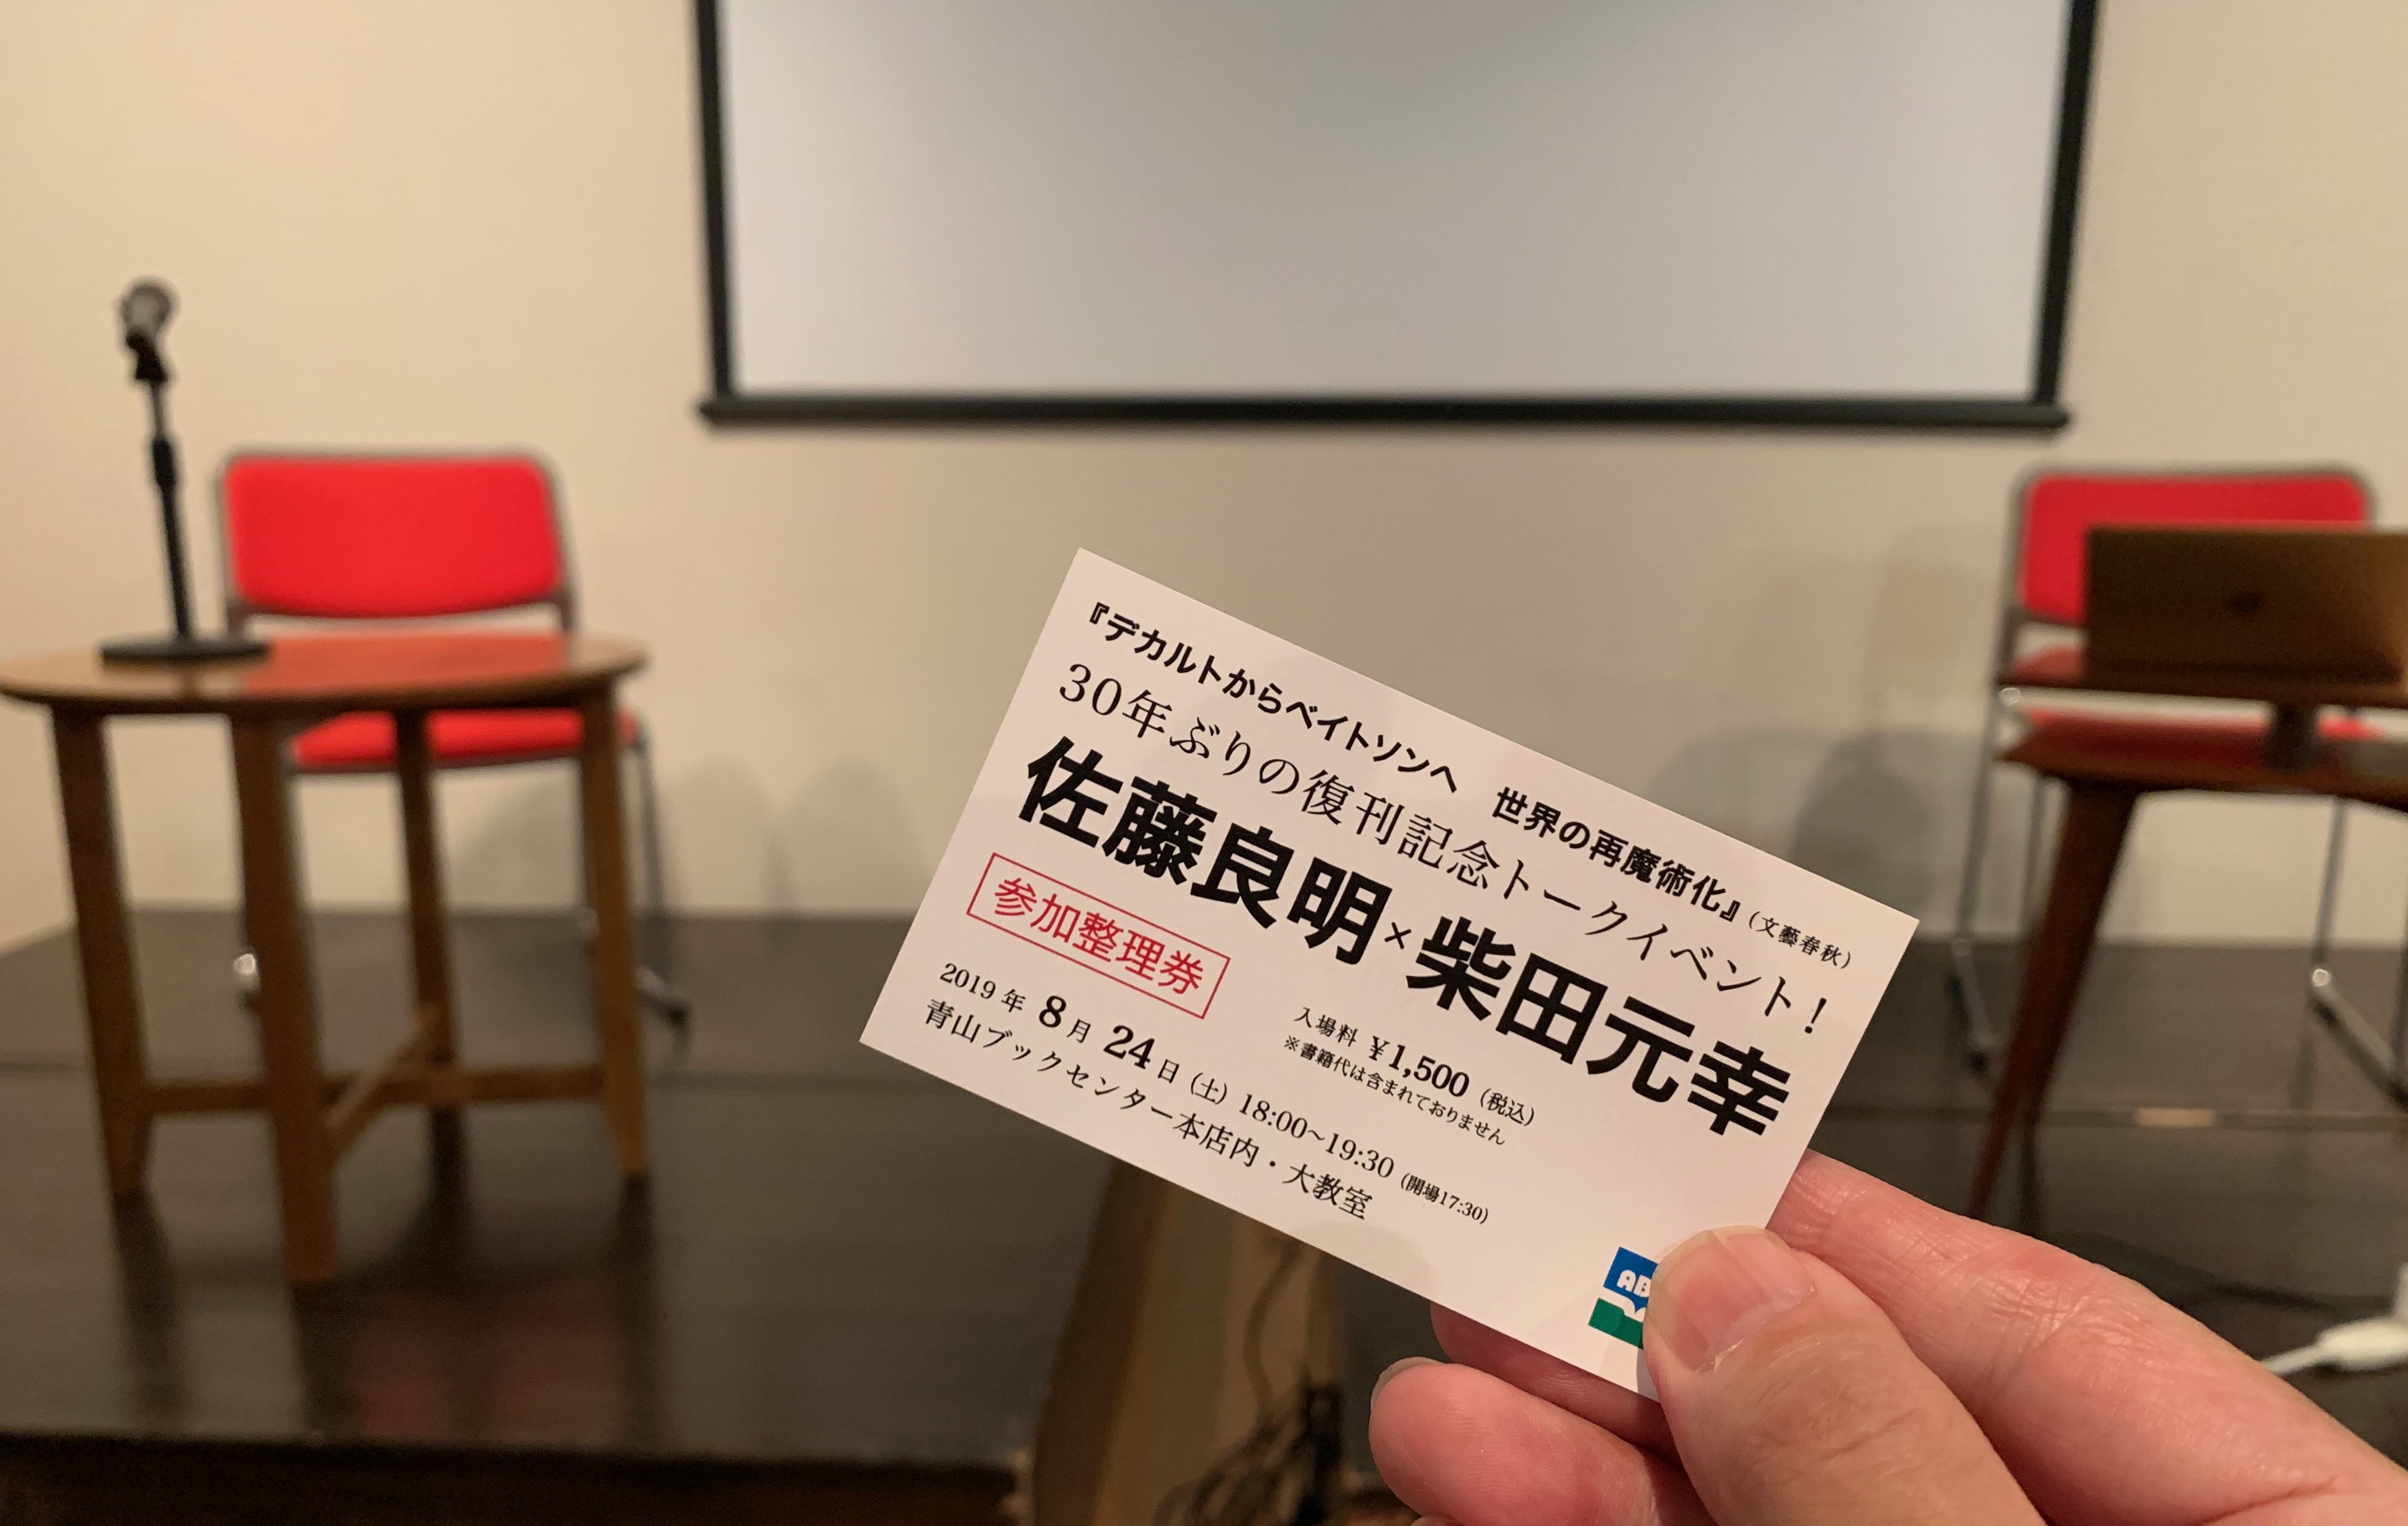 『デカルトからベイトソンへ　世界の再魔術化』（文藝春秋）
30年ぶりの復刊記念トークイベント！
佐藤良明×柴田元幸
参加整理券
入場料 ¥1,500（税込）
※書籍代は含まれておりません
2019年 8月 24日（土）18:00~19:30（開場17:30）
青山ブックセンター本店内・大教室